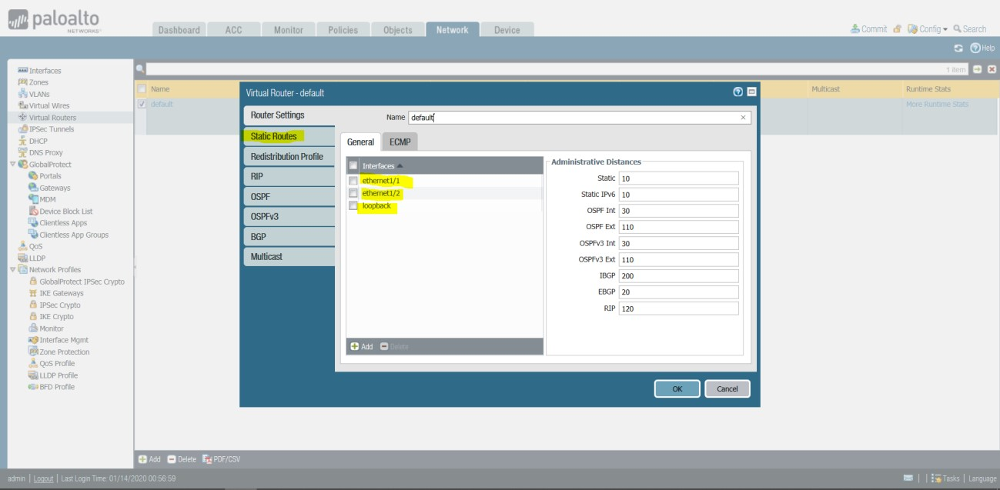 paloalto
NETWORKS
Dashboard ACC Monitor Policies Objects Network Device
Commit Config Search
Help
Interfaces
Zones
VLANs
Virtual Wires
Virtual Routers
IPSec Tunnels
DHCP
DNS Proxy
GlobalProtect
Portals
Gateways
MDM
Device Block List
Clientless Apps
Clientless App Groups
QoS
LLDP
Network Profiles
GlobalProtect IPSec Crypto
IKE Gateways
IPSec Crypto
IKE Crypto
Monitor
Interface Mgmt
Zone Protection
QoS Profile
LLDP Profile
BFD Profile
1 item
Name Multicast Runtime Stats
default More Runtime Stats
Virtual Router - default
Router Settings
Static Routes
Redistribution Profile
RIP
OSPF
OSPFv3
BGP
Multicast
Name default
General ECMP
Interfaces
ethernet1/1
ethernet1/2
loopback
Add Delete
Administrative Distances
Static 10
Static IPv6 10
OSPF Int 30
OSPF Ext 110
OSPFv3 Int 30
OSPFv3 Ext 110
IBGP 200
EBGP 20
RIP 120
OK Cancel
Add Delete PDF/CSV
admin | Logout | Last Login Time: 01/14/2020 00:56:59
Tasks | Language